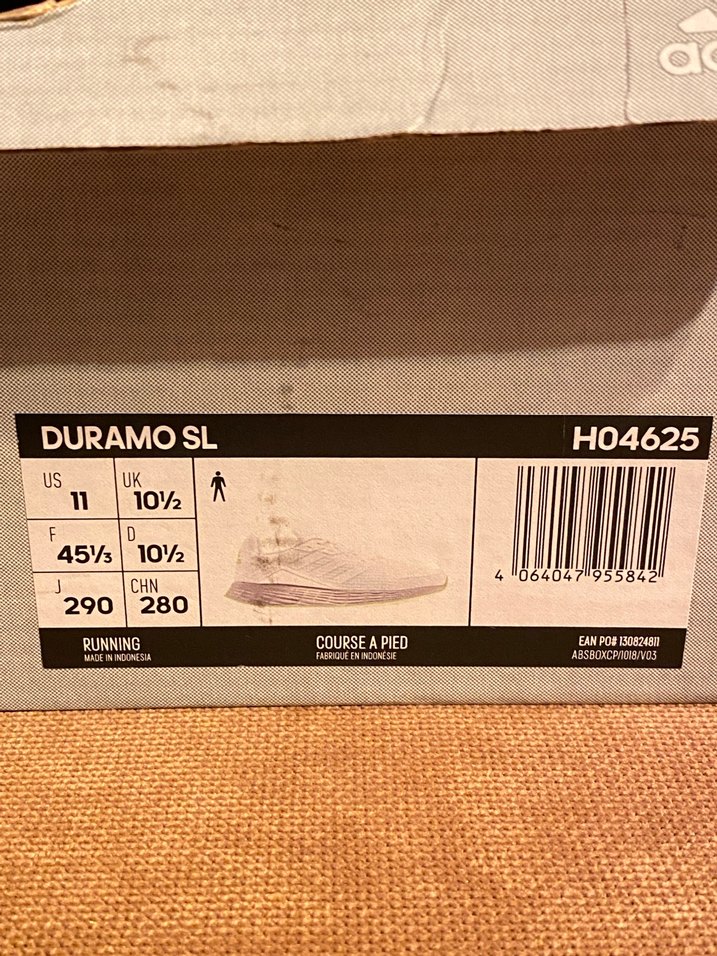 DURAMO SL H04625
US 11 UK 10½
F 45⅓ D 10½
J 290 CHN 280
4 064047 955842
RUNNING COURSE A PIED EAN PO# 130824811
MADE IN INDONESIA FABRIQUÉ EN INDONÉSIE ABSBOXCP/1018/V03